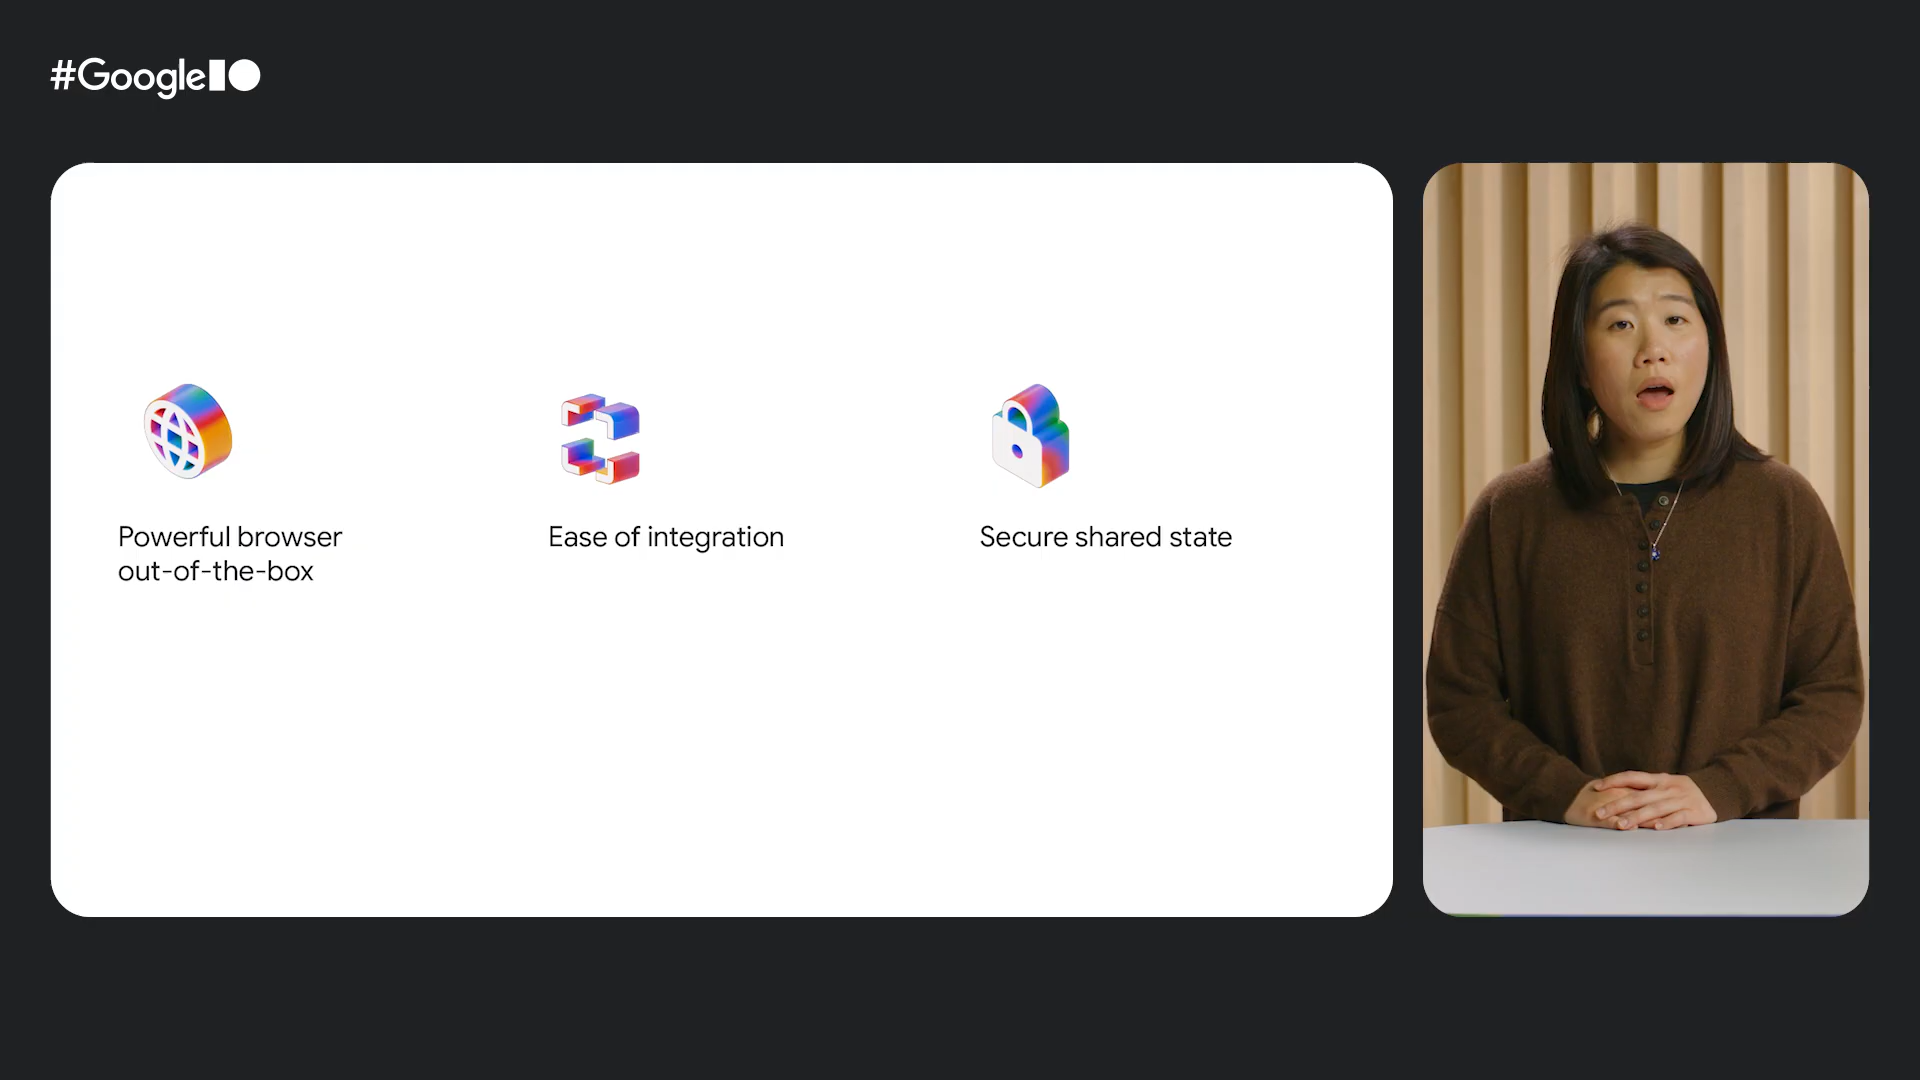 #GoogleIO
Powerful browser
out-of-the-box
Ease of integration
Secure shared state